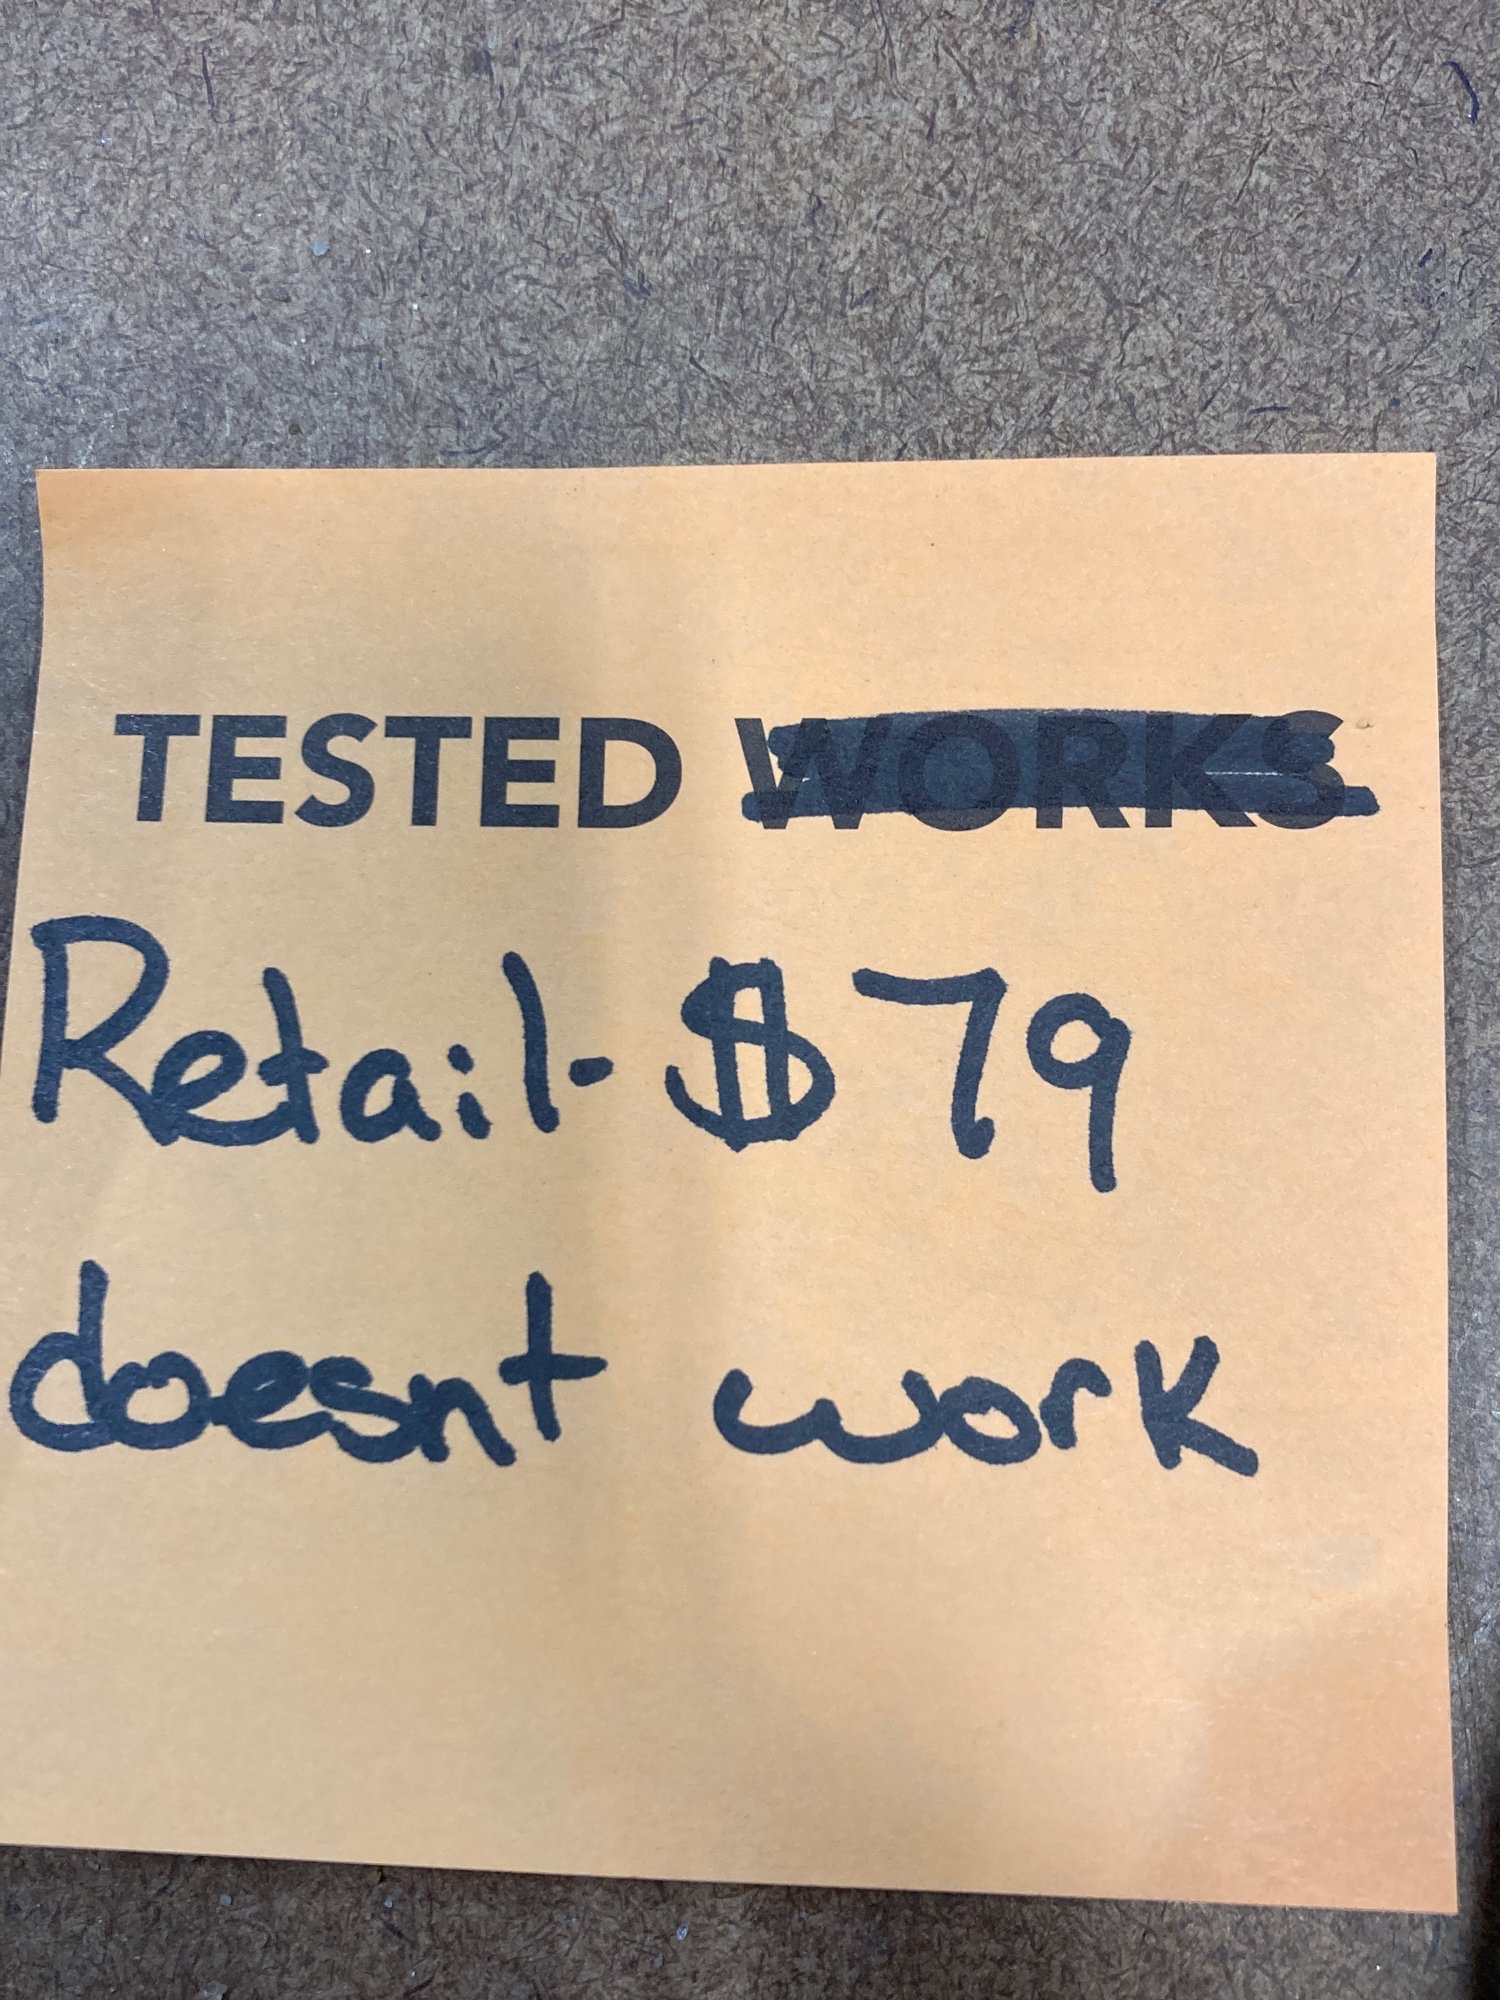 TESTED WORKS
Retail- $79
doesnt work